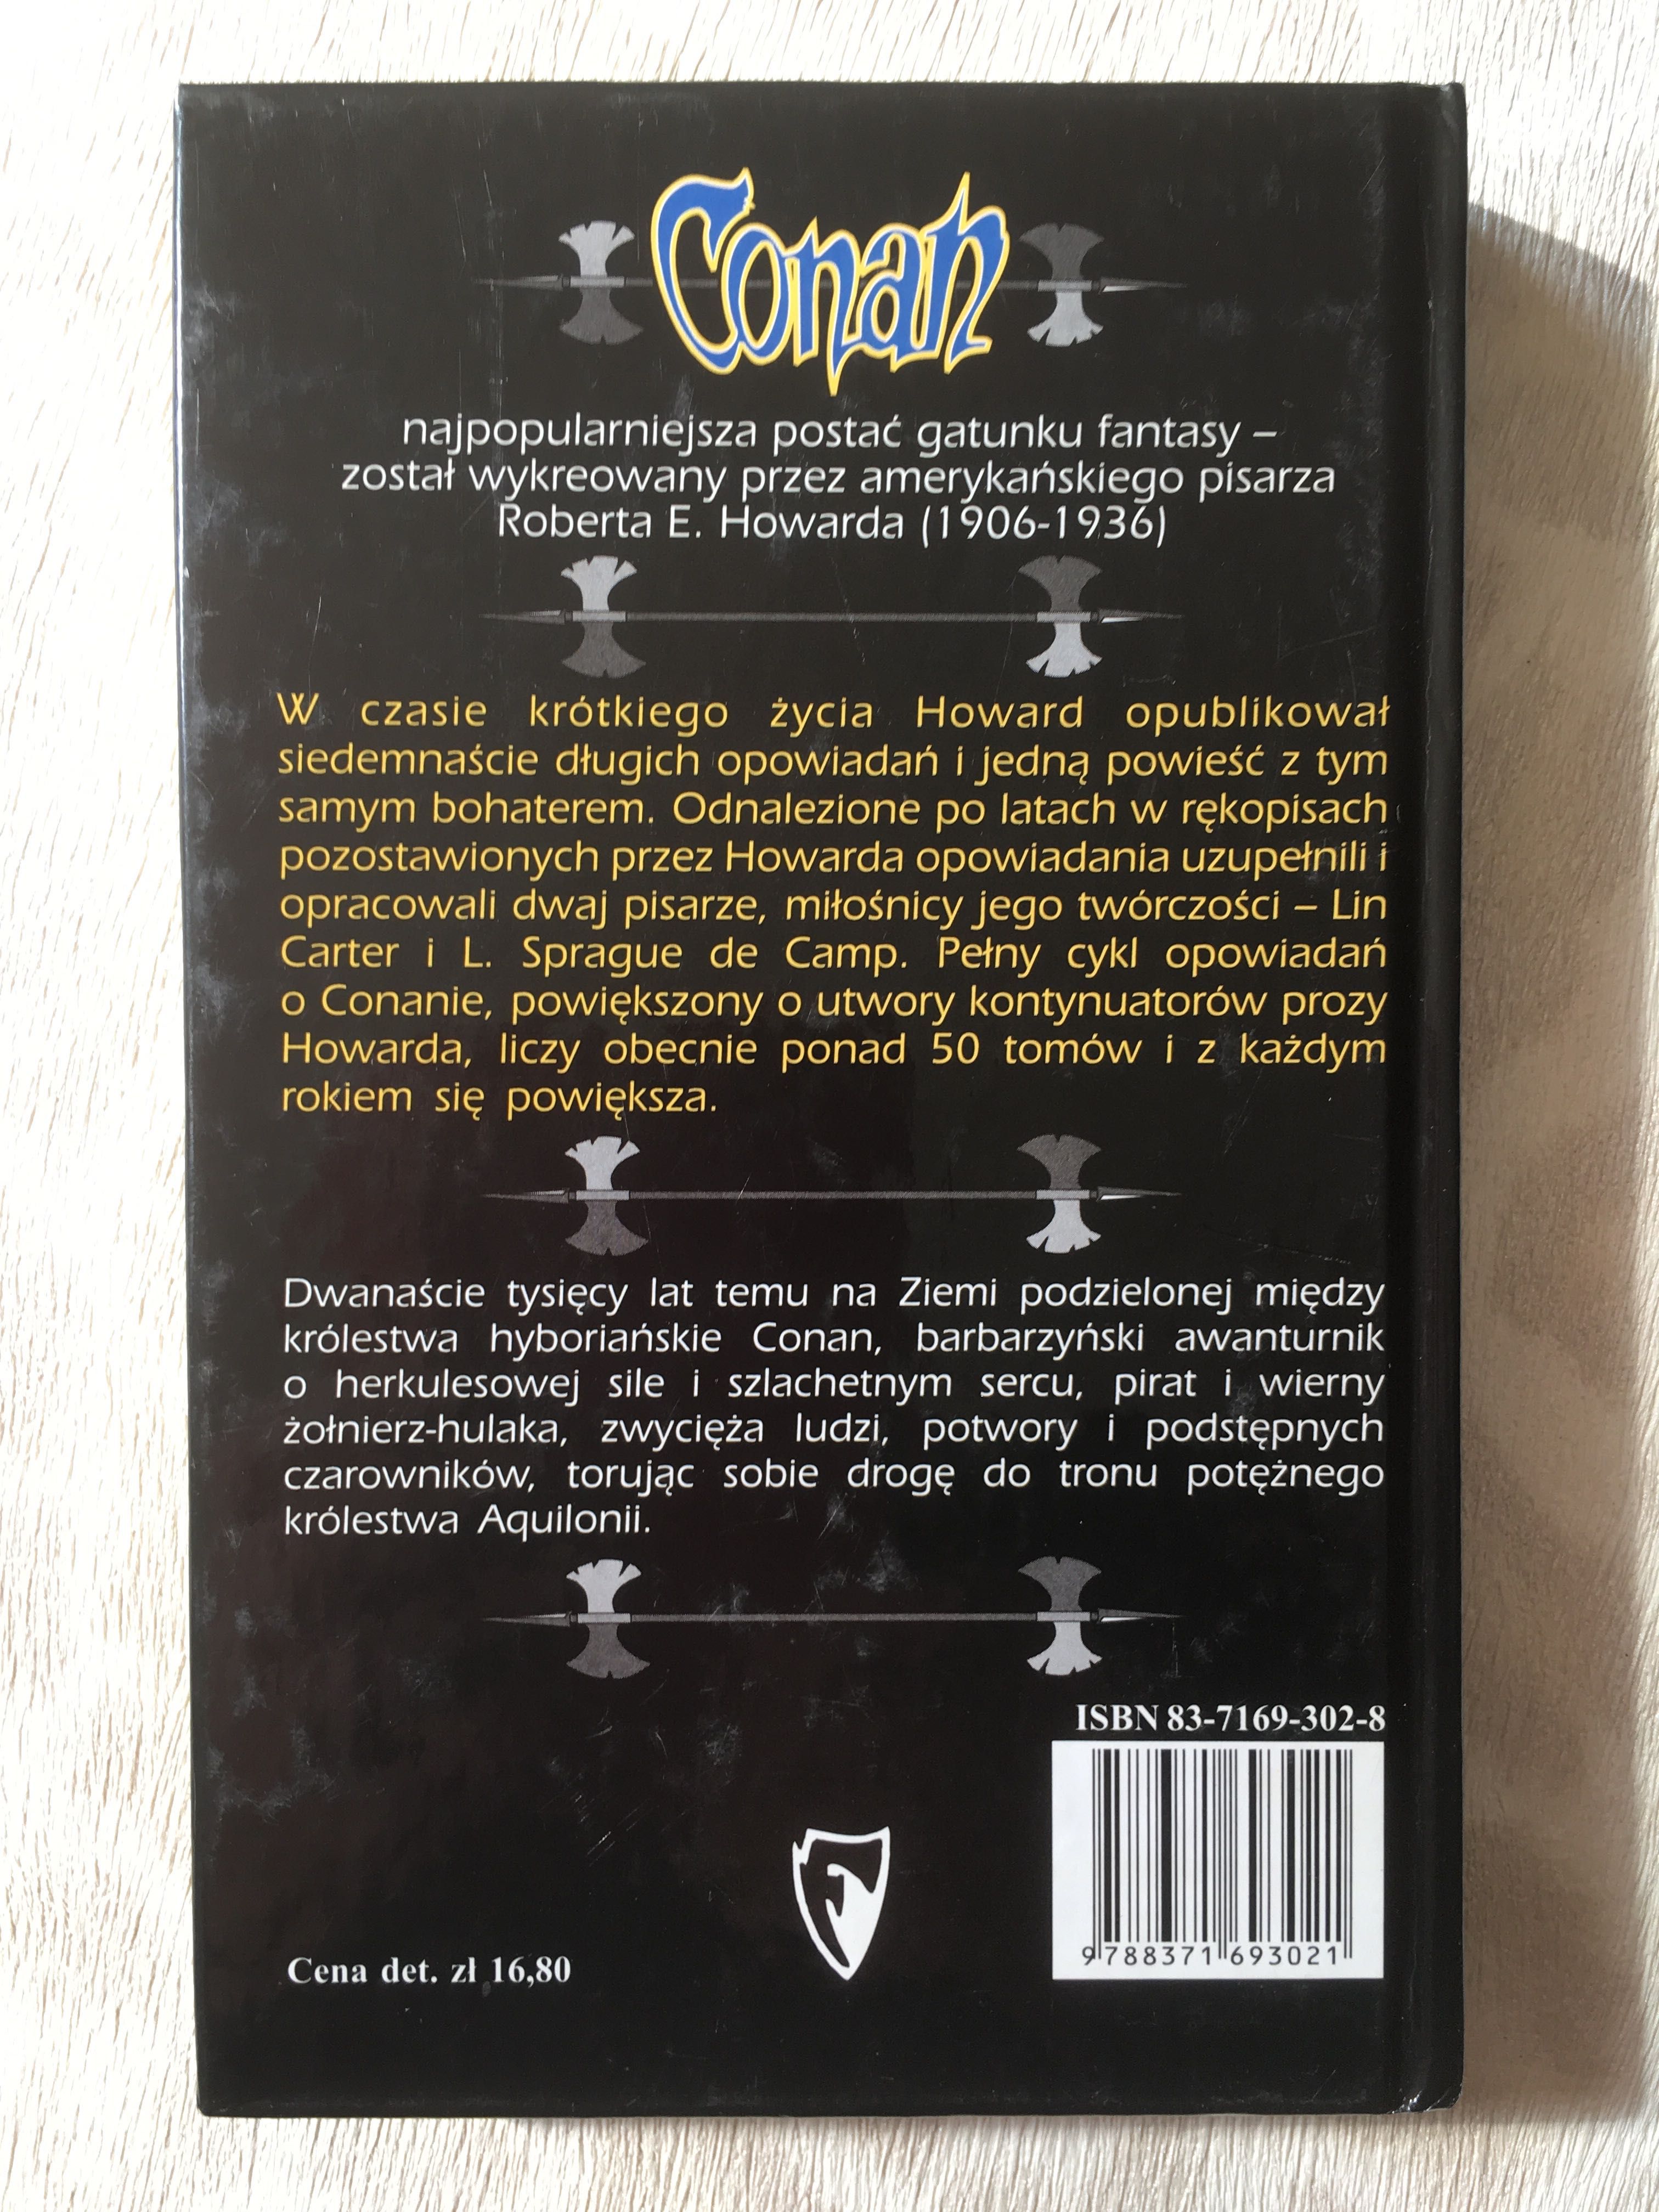 Conan
najpopularniejsza postać gatunku fantasy –
został wykreowany przez amerykańskiego pisarza
Roberta E. Howarda (1906-1936)
W czasie krótkiego życia Howard opublikował
siedemnaście długich opowiadań i jedną powieść z tym
samym bohaterem. Odnalezione po latach w rękopisach
pozostawionych przez Howarda opowiadania uzupełnili i
opracowali dwaj pisarze, miłośnicy jego twórczości – Lin
Carter i L. Sprague de Camp. Pełny cykl opowiadań
o Conanie, powiększony o utwory kontynuatorów prozy
Howarda, liczy obecnie ponad 50 tomów i z każdym
rokiem się powiększa.
Dwanaście tysięcy lat temu na Ziemi podzielonej między
królestwa hyboriańskie Conan, barbarzyński awanturnik
o herkulesowej sile i szlachetnym sercu, pirat i wierny
żołnierz-hulaka, zwycięża ludzi, potwory i podstępnych
czarowników, torując sobie drogę do tronu potężnego
królestwa Aquilonii.
ISBN 83-7169-302-8
9788371693021
Cena det. zł 16,80